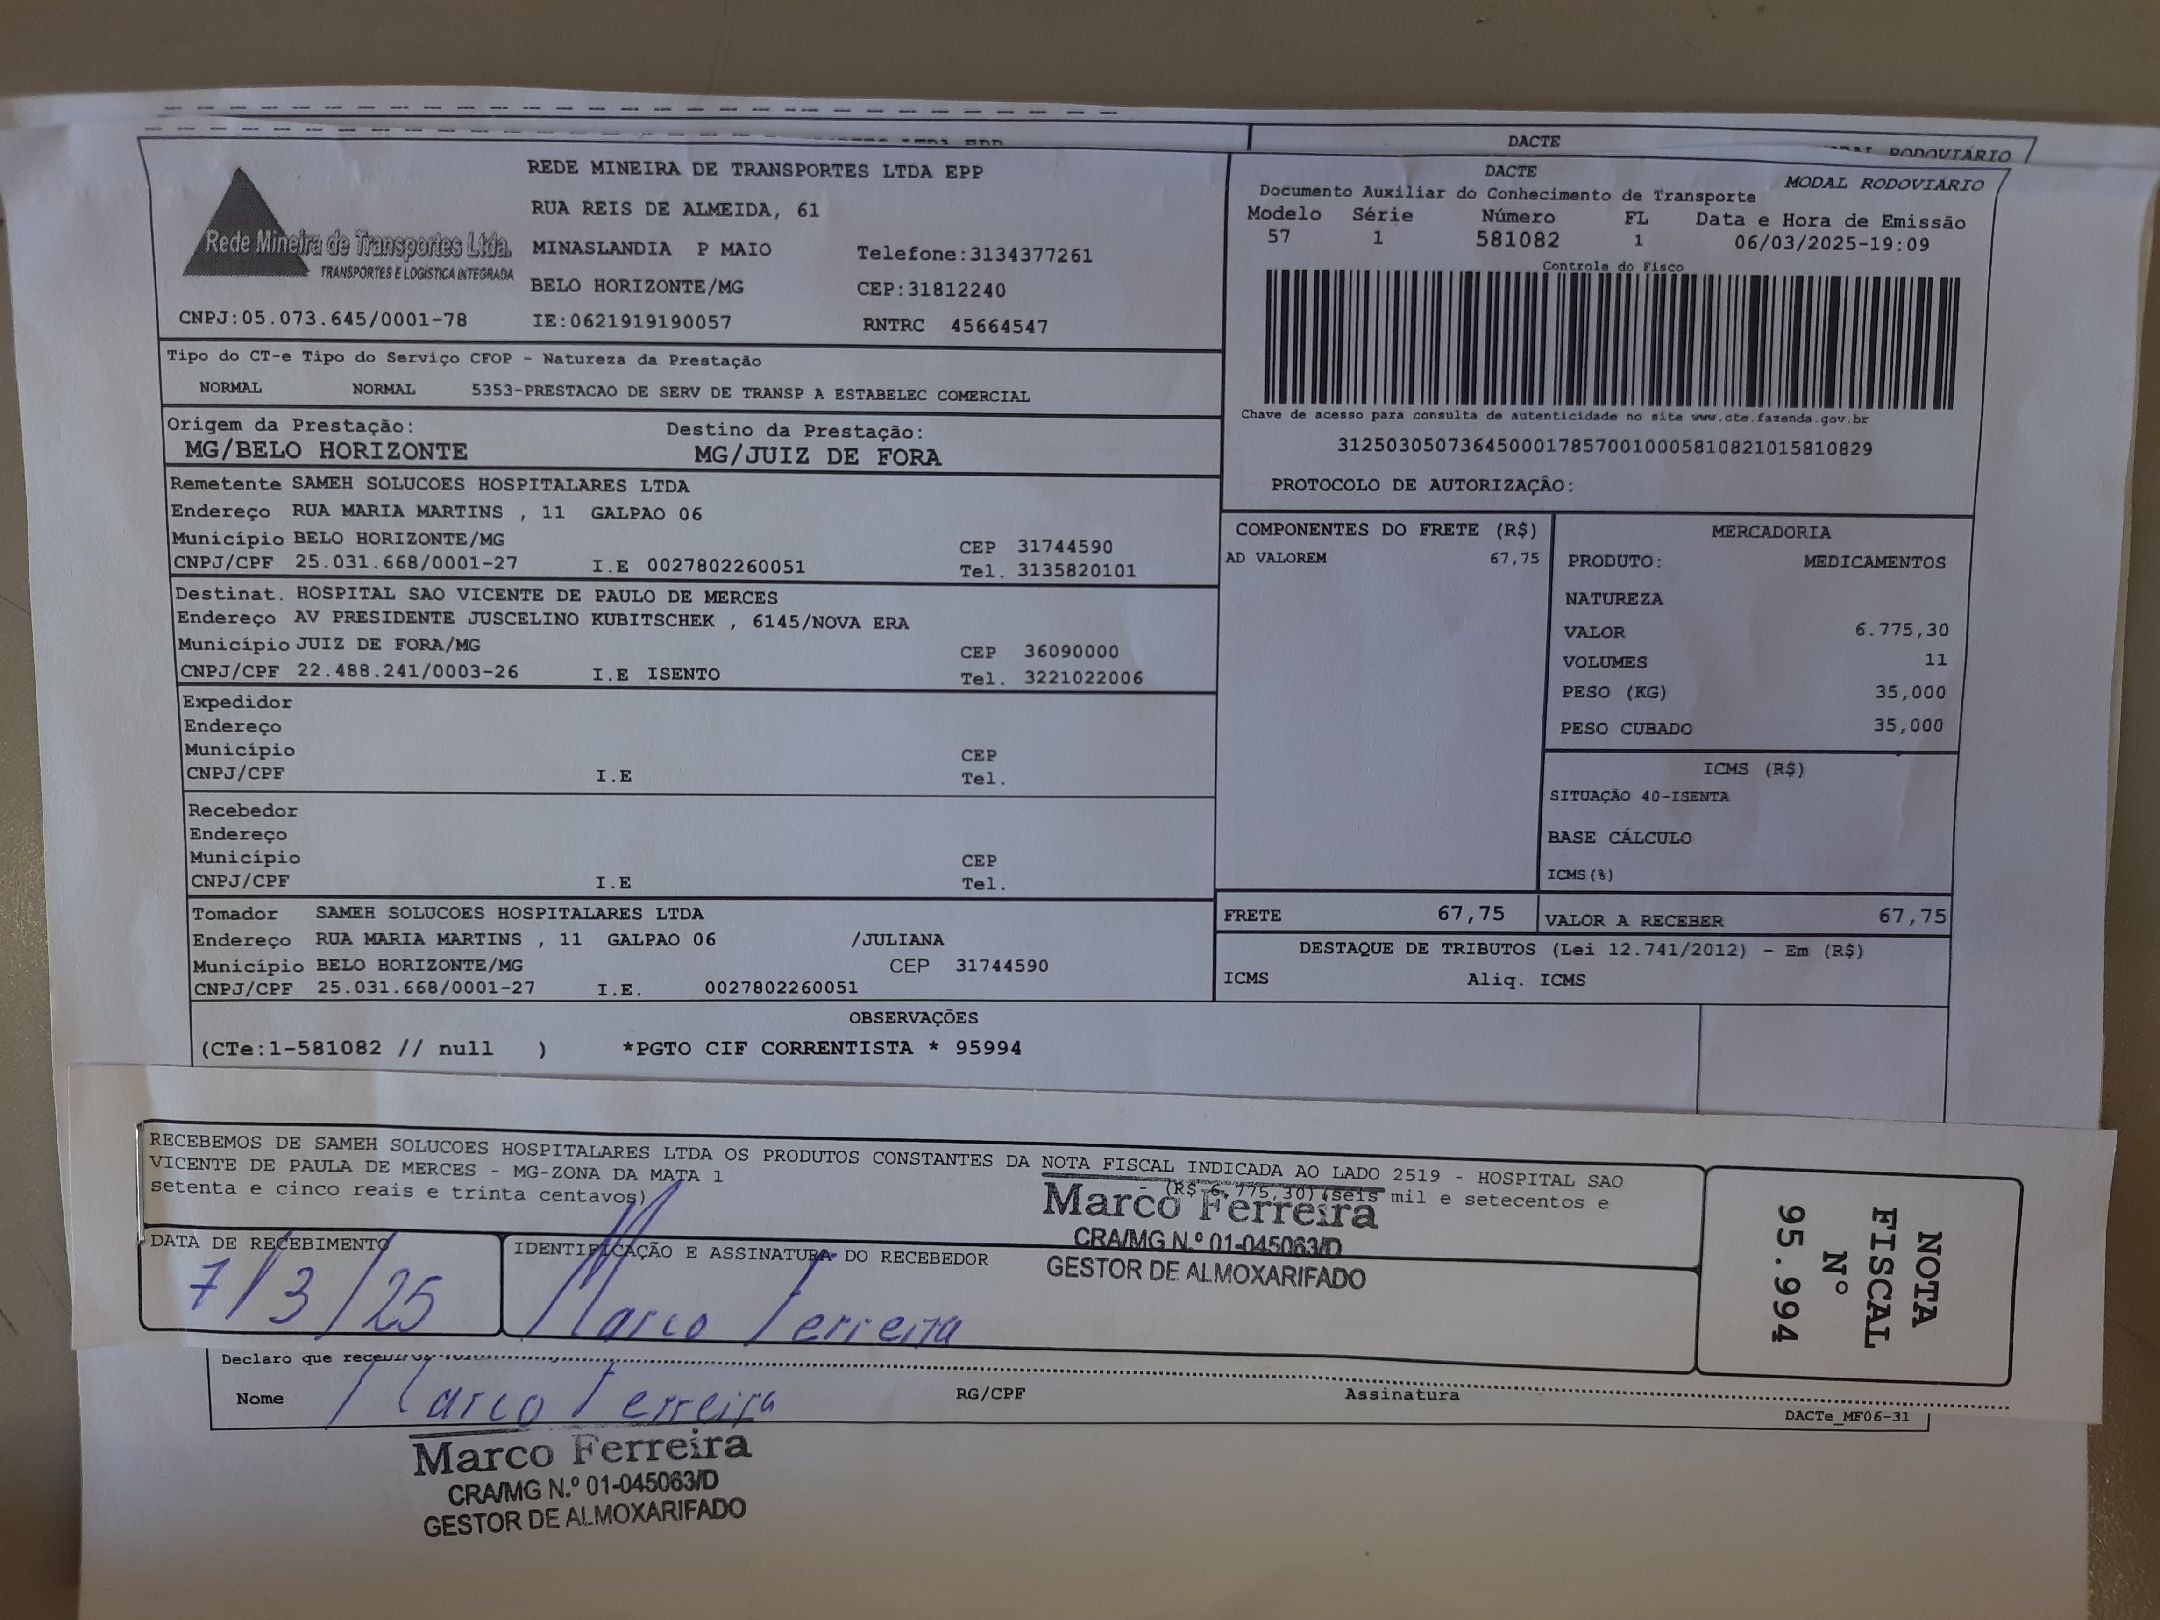 DACTE
MODAL RODOVIÁRIO
Rede Mineira de Transportes Ltda.
TRANSPORTES E LOGÍSTICA INTEGRADA
REDE MINEIRA DE TRANSPORTES LTDA EPP
RUA REIS DE ALMEIDA, 61
MINASLANDIA P MAIO Telefone:3134377261
BELO HORIZONTE/MG CEP:31812240
CNPJ:05.073.645/0001-78 IE:0621919190057 RNTRC 45664547
DACTE
MODAL RODOVIÁRIO
Documento Auxiliar do Conhecimento de Transporte
Modelo Série Número FL Data e Hora de Emissão
57 1 581082 1 06/03/2025-19:09
Controle do Fisco
Chave de acesso para consulta de autenticidade no site www.cte.fazenda.gov.br
31250305073645000178570010005810821015810829
PROTOCOLO DE AUTORIZAÇÃO:
Tipo do CT-e Tipo do Serviço CFOP - Natureza da Prestação
NORMAL NORMAL 5353-PRESTACAO DE SERV DE TRANSP A ESTABELEC COMERCIAL
Origem da Prestação: Destino da Prestação:
MG/BELO HORIZONTE MG/JUIZ DE FORA
Remetente SAMEH SOLUCOES HOSPITALARES LTDA
Endereço RUA MARIA MARTINS , 11 GALPAO 06
Município BELO HORIZONTE/MG CEP 31744590
CNPJ/CPF 25.031.668/0001-27 I.E 0027802260051 Tel. 3135820101
Destinat. HOSPITAL SAO VICENTE DE PAULO DE MERCES
Endereço AV PRESIDENTE JUSCELINO KUBITSCHEK , 6145/NOVA ERA
Município JUIZ DE FORA/MG CEP 36090000
CNPJ/CPF 22.488.241/0003-26 I.E ISENTO Tel. 3221022006
Expedidor
Endereço
Município CEP
CNPJ/CPF I.E Tel.
Recebedor
Endereço
Município CEP
CNPJ/CPF I.E Tel.
Tomador SAMEH SOLUCOES HOSPITALARES LTDA
Endereço RUA MARIA MARTINS , 11 GALPAO 06 /JULIANA
Município BELO HORIZONTE/MG CEP 31744590
CNPJ/CPF 25.031.668/0001-27 I.E. 0027802260051
COMPONENTES DO FRETE (R$)
AD VALOREM 67,75
MERCADORIA
PRODUTO: MEDICAMENTOS
NATUREZA
VALOR 6.775,30
VOLUMES 11
PESO (KG) 35,000
PESO CUBADO 35,000
ICMS (R$)
SITUAÇÃO 40-ISENTA
BASE CÁLCULO
ICMS(%)
FRETE 67,75 VALOR A RECEBER 67,75
DESTAQUE DE TRIBUTOS (Lei 12.741/2012) - Em (R$)
ICMS Aliq. ICMS
OBSERVAÇÕES
(CTe:1-581082 // null ) *PGTO CIF CORRENTISTA * 95994
RECEBEMOS DE SAMEH SOLUCOES HOSPITALARES LTDA OS PRODUTOS CONSTANTES DA NOTA FISCAL INDICADA AO LADO 2519 - HOSPITAL SAO
VICENTE DE PAULA DE MERCES - MG-ZONA DA MATA 1 - (R$ 6.775,30) (seis mil e setecentos e
setenta e cinco reais e trinta centavos)
Marco Ferreira
CRA/MG N.º 01-045063/D
GESTOR DE ALMOXARIFADO
DATA DE RECEBIMENTO
7/3/25
IDENTIFICAÇÃO E ASSINATURA DO RECEBEDOR
Marco Ferreira
NOTA
FISCAL
Nº
95.994
Declaro que
Nome Marco Ferreira RG/CPF Assinatura
DACTe_MF06-31
Marco Ferreira
CRA/MG N.º 01-045063/D
GESTOR DE ALMOXARIFADO